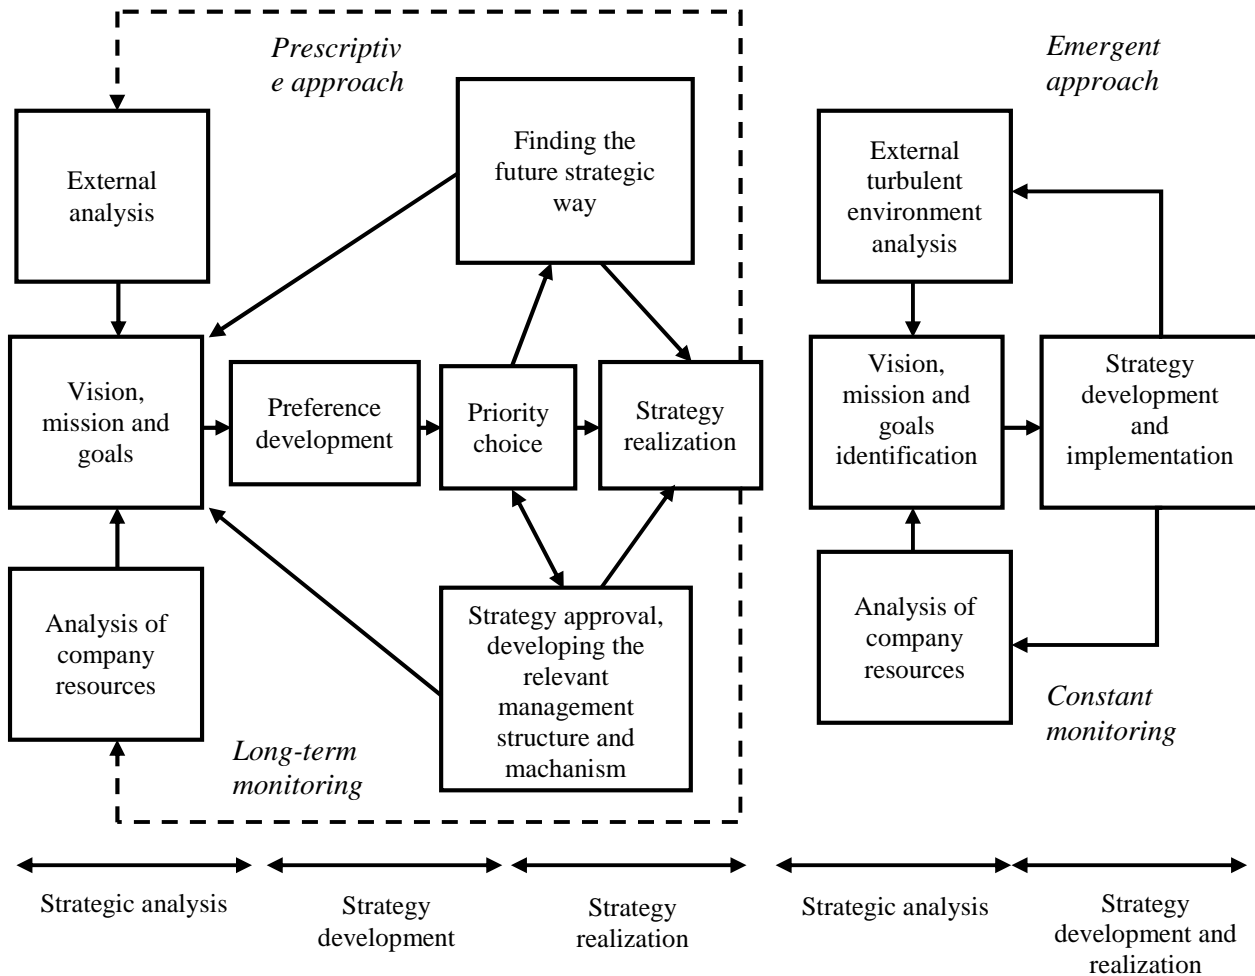 Prescriptiv
e approach
Emergent
approach
External
analysis
Finding the
future strategic
way
External
turbulent
environment
analysis
Vision,
mission and
goals
Preference
development
Priority
choice
Strategy
realization
Vision,
mission and
goals
identification
Strategy
development
and
implementation
Analysis of
company
resources
Strategy approval,
developing the
relevant
management
structure and
machanism
Analysis of
company
resources
Long-term
monitoring
Constant
monitoring
Strategic analysis
Strategy
development
Strategy
realization
Strategic analysis
Strategy
development and
realization